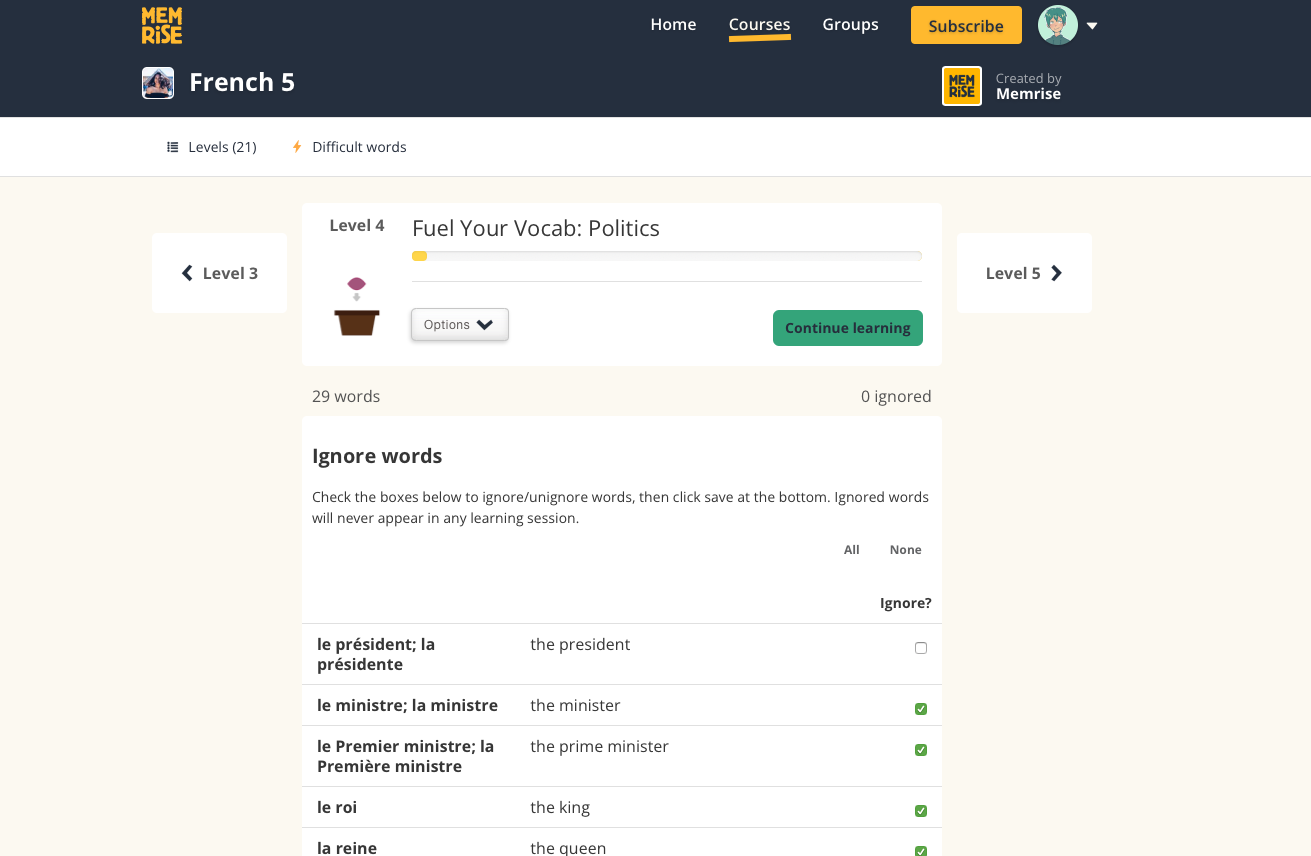 MEM
RiSE
Home
Courses
Groups
Subscribe
French 5
MEM
RiSE
Created by
Memrise
Levels (21)
Difficult words
Level 3
Level 4
Fuel Your Vocab: Politics
Options
Continue learning
Level 5
29 words
0 ignored
Ignore words
Check the boxes below to ignore/unignore words, then click save at the bottom. Ignored words
will never appear in any learning session.
All
None
Ignore?
le président; la
présidente
the president
le ministre; la ministre
the minister
le Premier ministre; la
Première ministre
the prime minister
le roi
the king
la reine
the queen